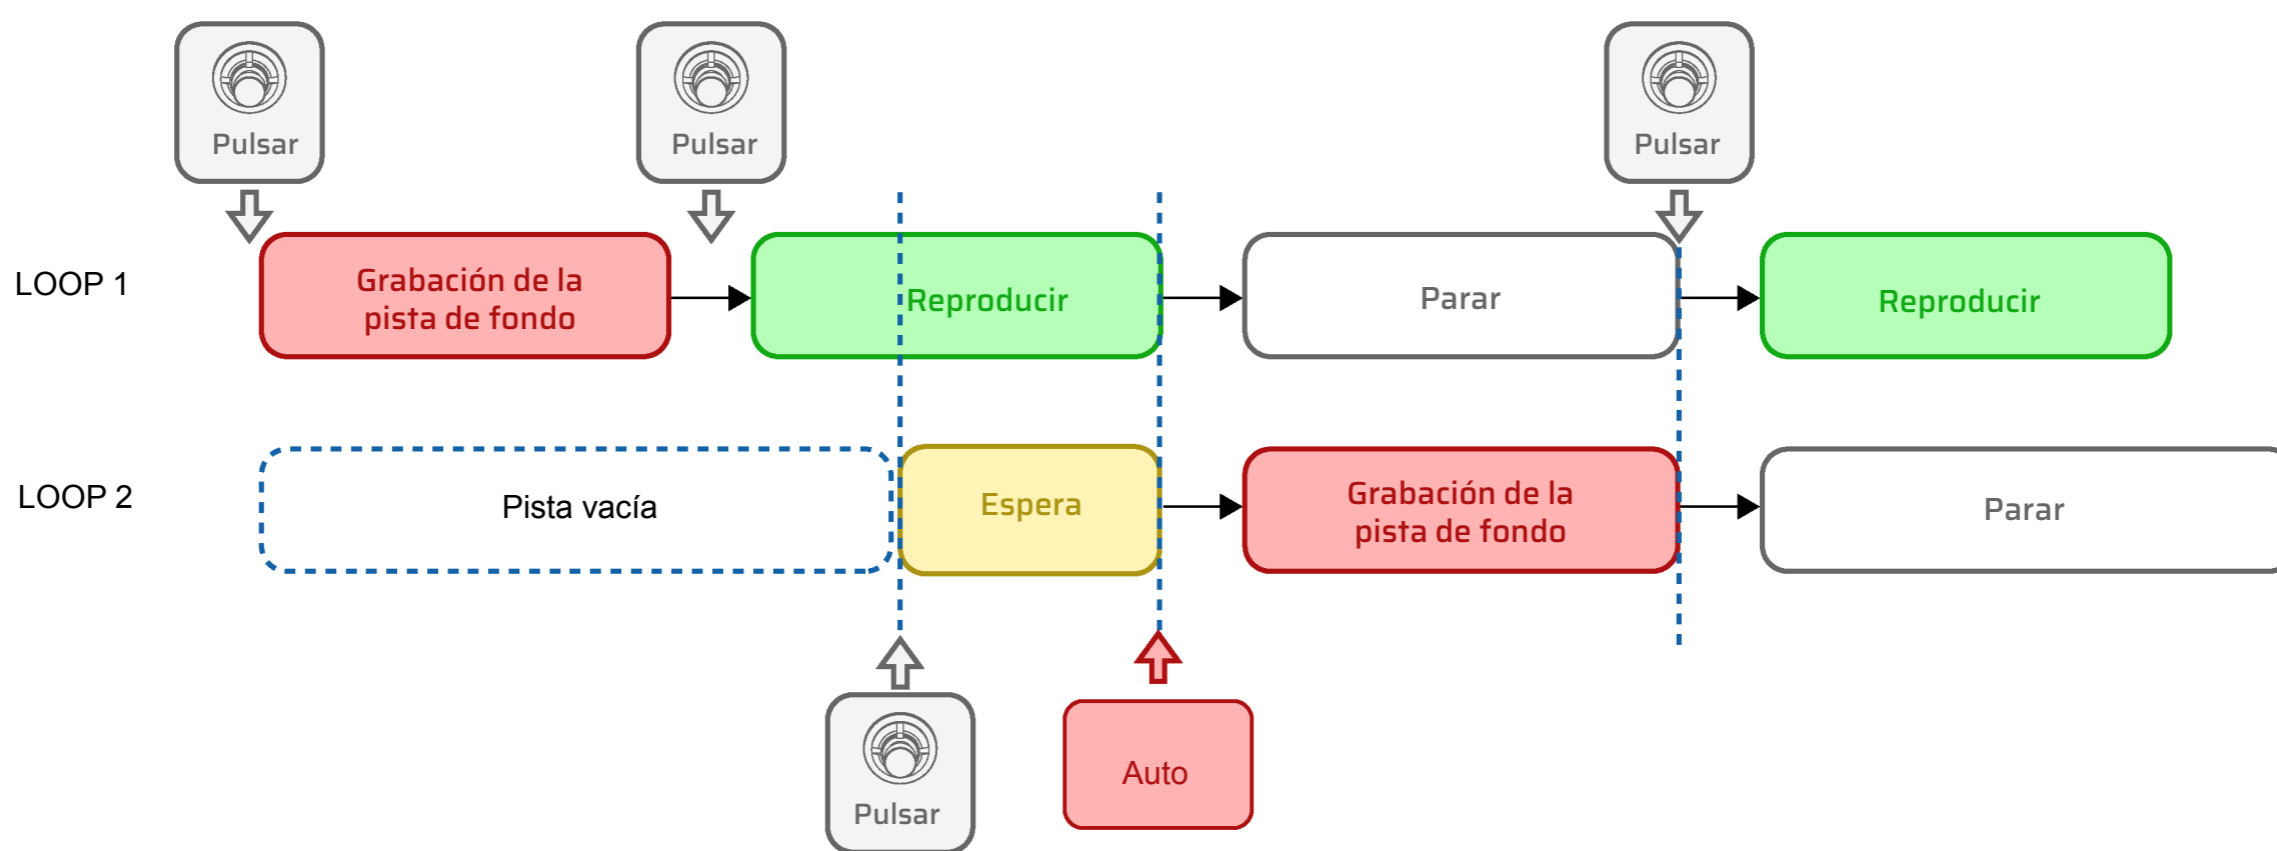 Pulsar
Pulsar
Pulsar
LOOP 1
Grabación de la
pista de fondo
Reproducir
Parar
Reproducir
LOOP 2
Pista vacía
Espera
Grabación de la
pista de fondo
Parar
Pulsar
Auto